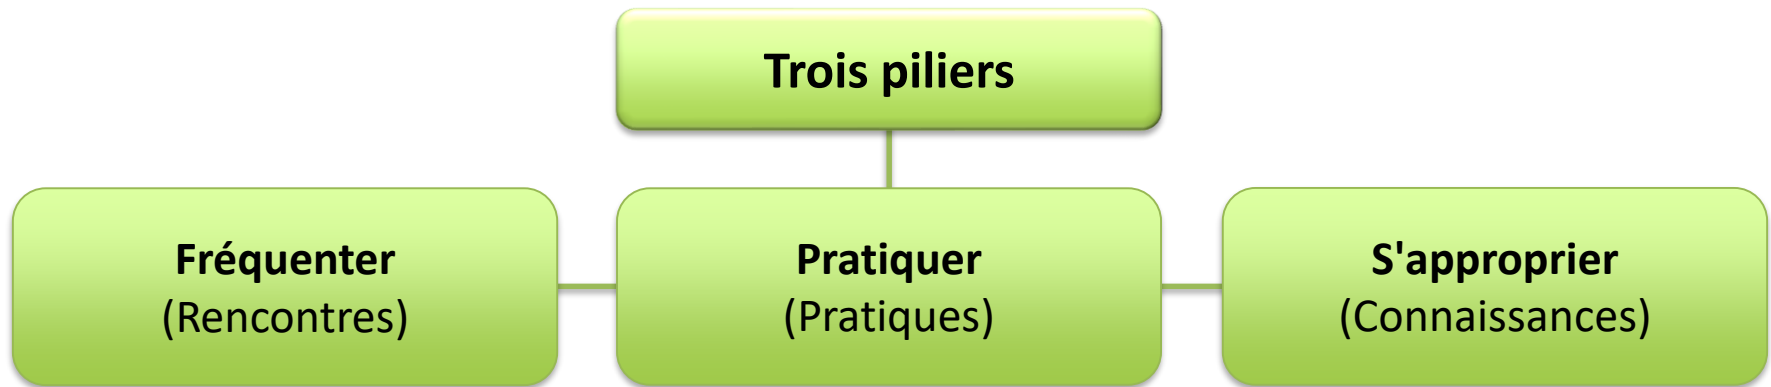 Trois piliers
Fréquenter
(Rencontres)
Pratiquer
(Pratiques)
S'approprier
(Connaissances)